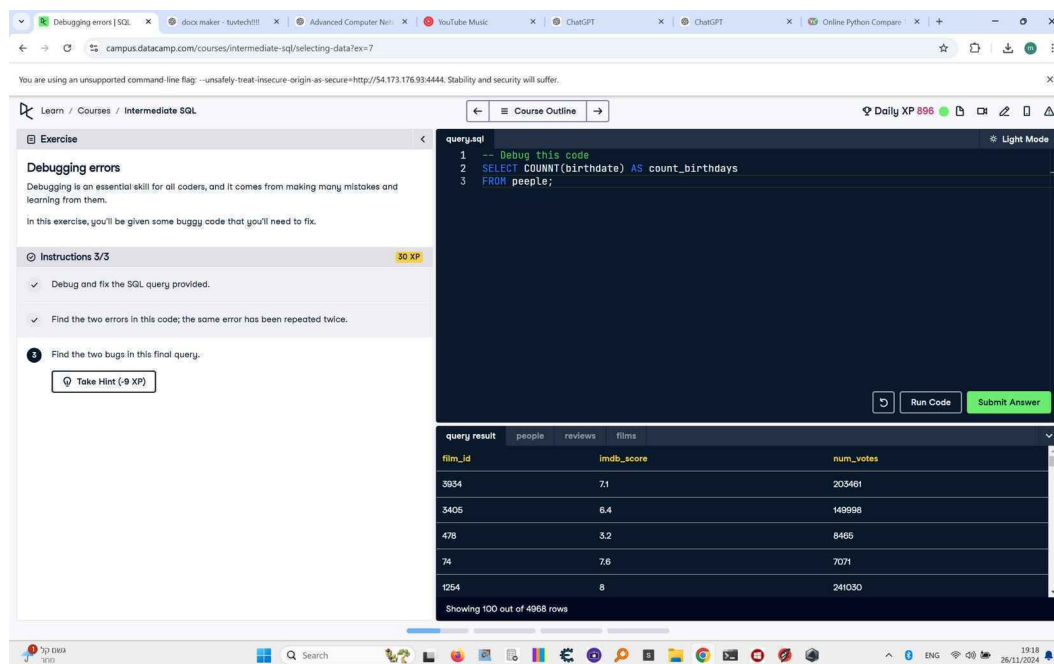 Debugging errors | SQL
docx maker - tuvtech!!!!
Advanced Computer Net
YouTube Music
ChatGPT
ChatGPT
Online Python Compare
campus.datacamp.com/courses/intermediate-sql/selecting-data?ex=7
You are using an unsupported command-line flag: --unsafely-treat-insecure-origin-as-secure=http://54.173.176.93:4444. Stability and security will suffer.
Learn / Courses / Intermediate SQL
Course Outline
Daily XP 896
Exercise
Debugging errors
Debugging is an essential skill for all coders, and it comes from making many mistakes and
learning from them.
In this exercise, you'll be given some buggy code that you'll need to fix.
Instructions 3/3
30 XP
Debug and fix the SQL query provided.
Find the two errors in this code; the same error has been repeated twice.
3 Find the two bugs in this final query.
Take Hint (-9 XP)
query.sql
Light Mode
1 -- Debug this code
2 SELECT COUNNT(birthdate) AS count_birthdays
3 FROM peeple;
Run Code
Submit Answer
query result people reviews films
film_id imdb_score num_votes
3934 7.1 203461
3405 6.4 149998
478 3.2 8465
74 7.6 7071
1254 8 241030
Showing 100 out of 4968 rows
1
גשם קל
מחר
Search
ENG
19:18
26/11/2024